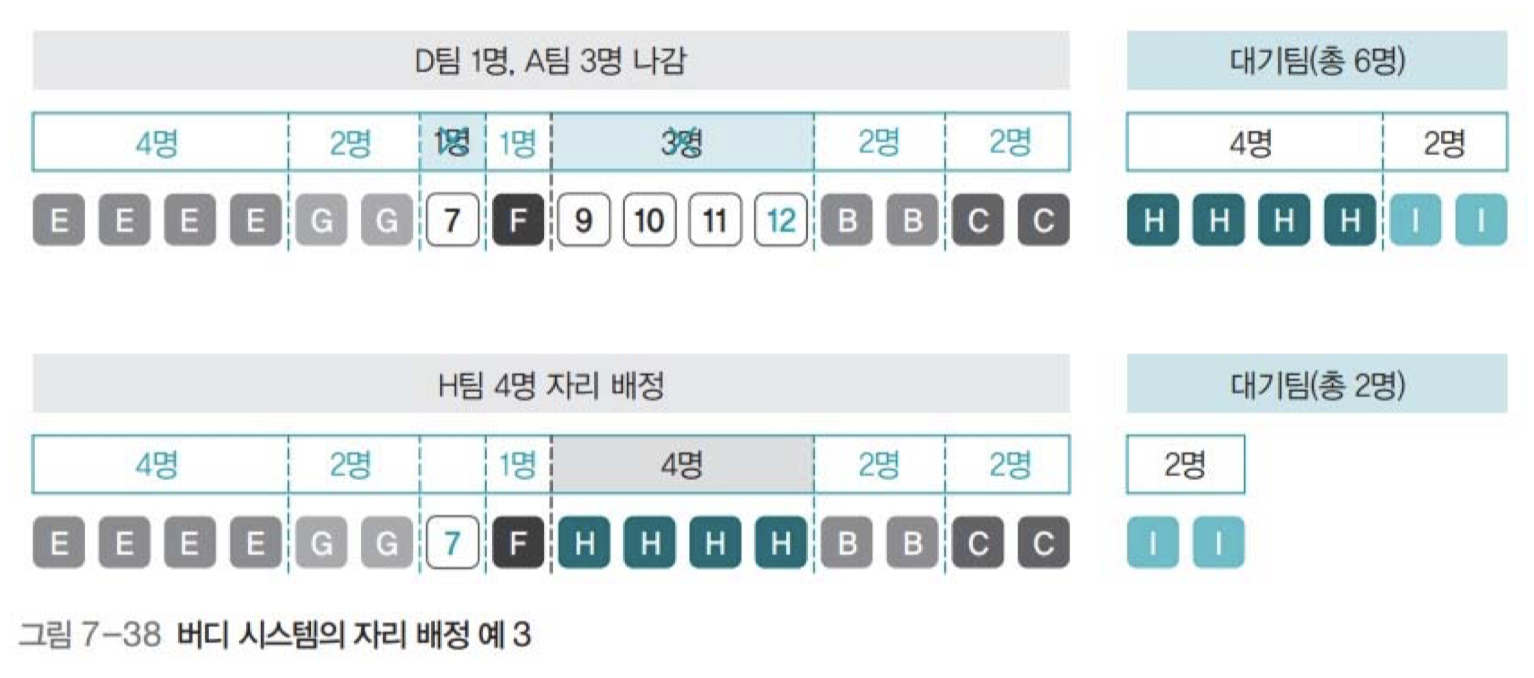 D팀 1명, A팀 3명 나감
대기팀(총 6명)
4명 2명 1명 1명 3명 2명 2명
4명 2명
E E E E G G 7 F 9 10 11 12 B B C C
H H H H I I
H팀 4명 자리 배정
대기팀(총 2명)
4명 2명 1명 4명 2명 2명
2명
E E E E G G 7 F H H H H B B C C
I I
그림 7-38 버디 시스템의 자리 배정 예 3